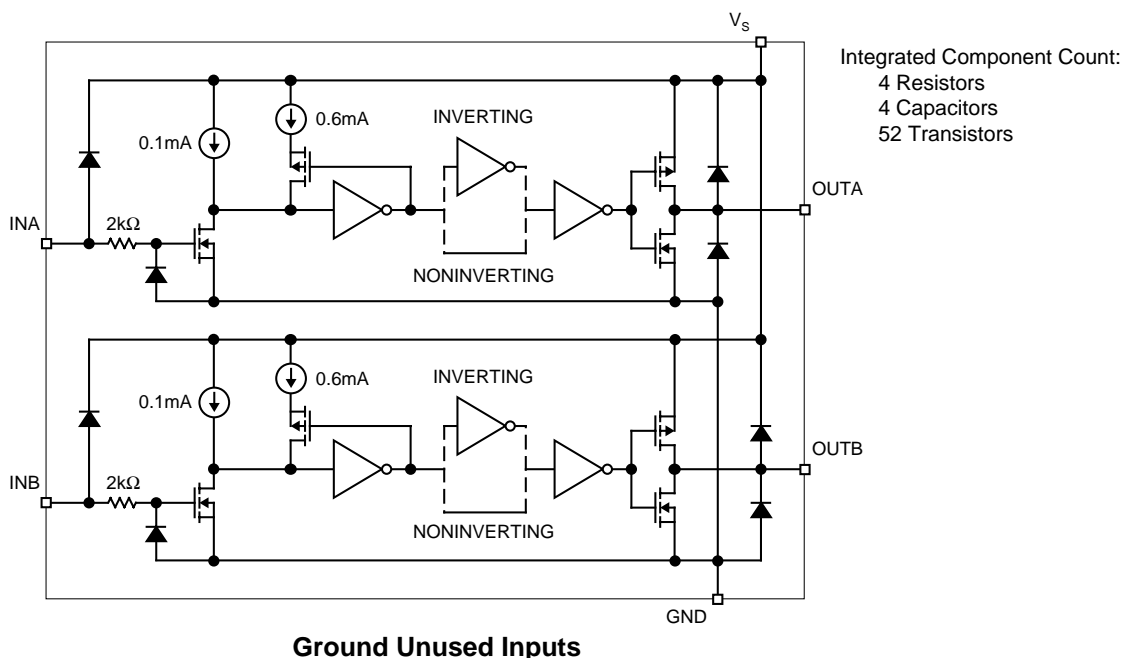 V_S
Integrated Component Count:
4 Resistors
4 Capacitors
52 Transistors
0.6mA
INVERTING
0.1mA
OUTA
INA
2kΩ
NONINVERTING
0.6mA
INVERTING
0.1mA
OUTB
INB
2kΩ
NONINVERTING
GND
Ground Unused Inputs